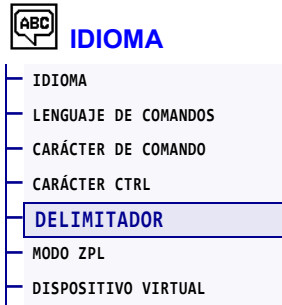 ABC
IDIOMA
IDIOMA
LENGUAJE DE COMANDOS
CARÁCTER DE COMANDO
CARÁCTER CTRL
DELIMITADOR
MODO ZPL
DISPOSITIVO VIRTUAL